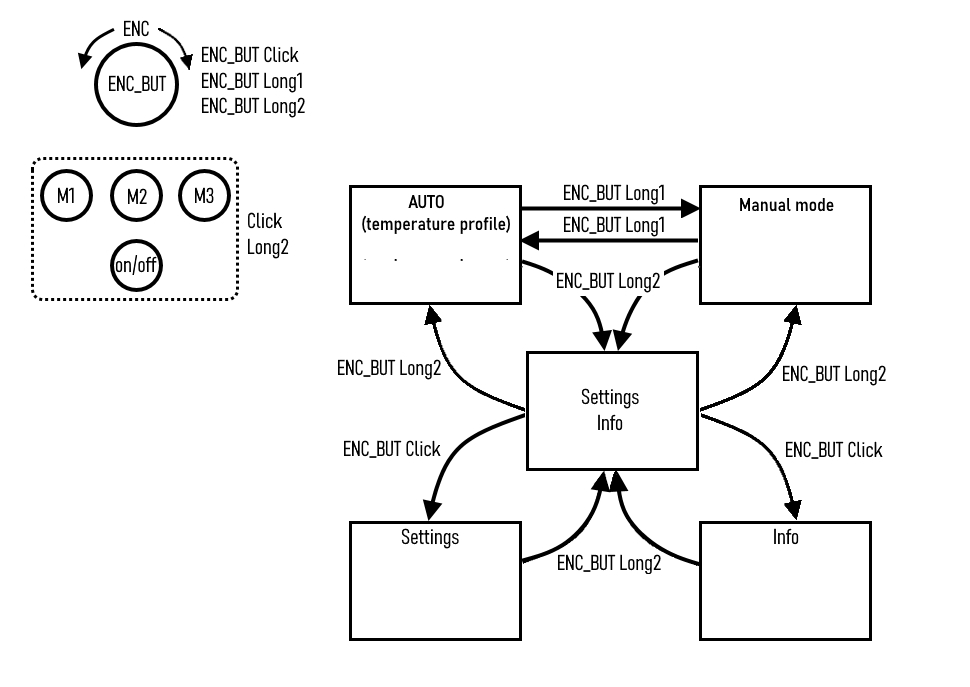 ENC
ENC_BUT
ENC_BUT Click
ENC_BUT Long1
ENC_BUT Long2
M1
M2
M3
on/off
Click
Long2
AUTO
(temperature profile)
ENC_BUT Long1
ENC_BUT Long1
Manual mode
ENC_BUT Long2
ENC_BUT Long2
ENC_BUT Long2
Settings
Info
ENC_BUT Click
ENC_BUT Click
Settings
ENC_BUT Long2
Info